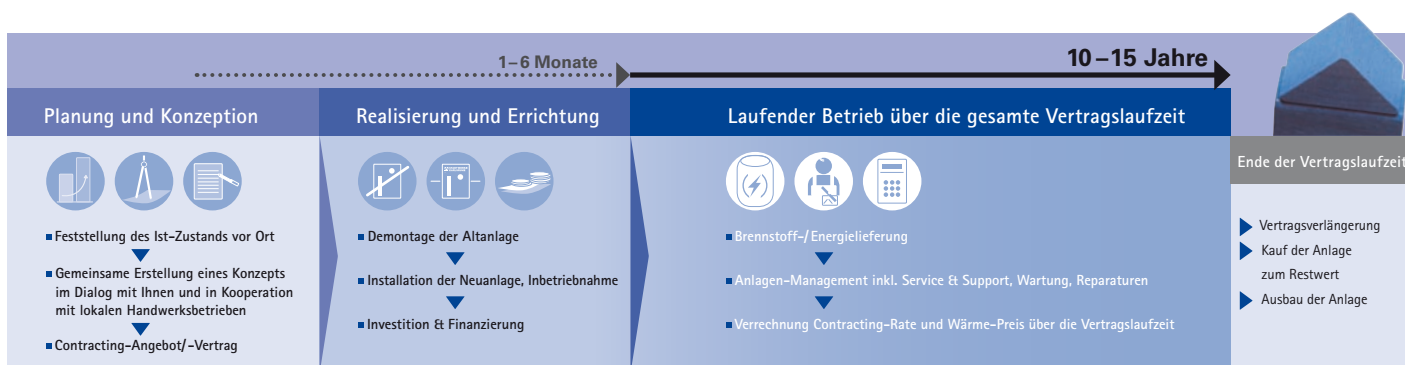 1–6 Monate
10–15 Jahre
Planung und Konzeption
Feststellung des Ist-Zustands vor Ort
Gemeinsame Erstellung eines Konzepts
im Dialog mit Ihnen und in Kooperation
mit lokalen Handwerksbetrieben
Contracting-Angebot/-Vertrag
Realisierung und Errichtung
Demontage der Altanlage
Installation der Neuanlage, Inbetriebnahme
Investition & Finanzierung
Laufender Betrieb über die gesamte Vertragslaufzeit
Brennstoff-/Energielieferung
Anlagen-Management inkl. Service & Support, Wartung, Reparaturen
Verrechnung Contracting-Rate und Wärme-Preis über die Vertragslaufzeit
Ende der Vertragslaufzeit
Vertragsverlängerung
Kauf der Anlage
zum Restwert
Ausbau der Anlage